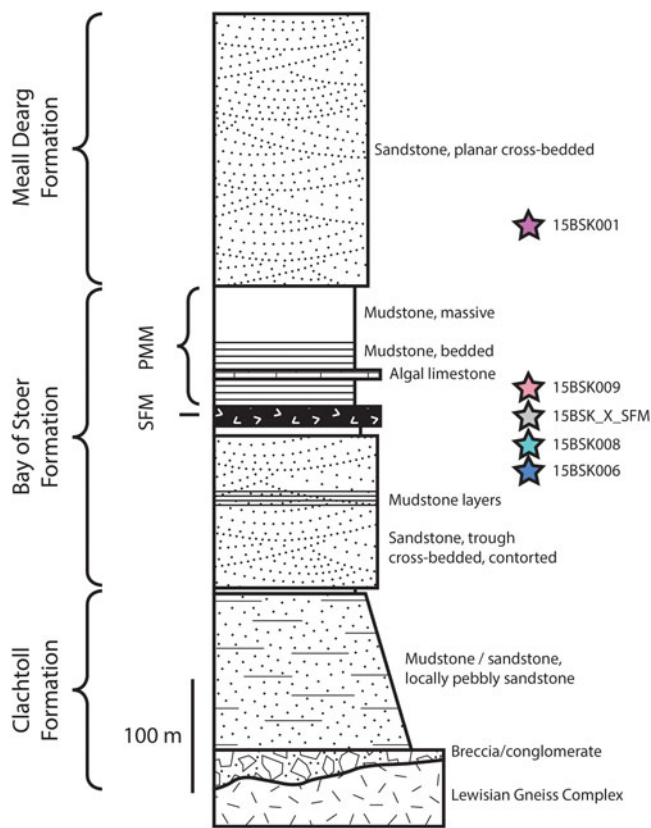 Meall Dearg
Formation
Sandstone, planar cross-bedded
15BSK001
Bay of Stoer
Formation
PMM
SFM
Mudstone, massive
Mudstone, bedded
Algal limestone
15BSK009
15BSK_X_SFM
15BSK008
15BSK006
Mudstone layers
Sandstone, trough
cross-bedded, contorted
Clachtoll
Formation
100 m
Mudstone / sandstone,
locally pebbly sandstone
Breccia/conglomerate
Lewisian Gneiss Complex